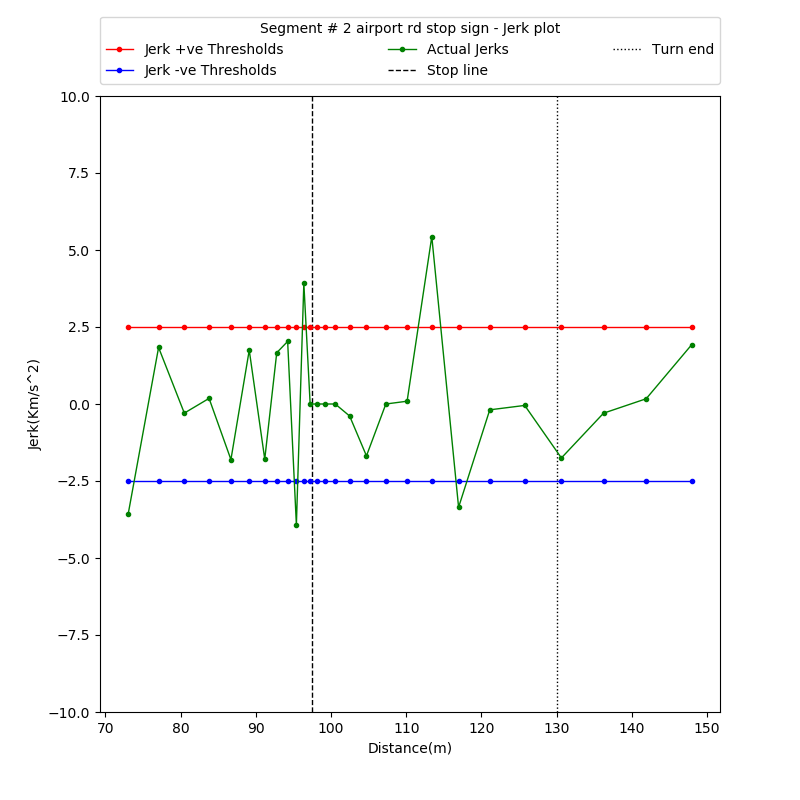 Segment # 2 airport rd stop sign - Jerk plot
Jerk +ve Thresholds Actual Jerks Turn end
Jerk -ve Thresholds Stop line
10.0
7.5
5.0
2.5
0.0
−2.5
−5.0
−7.5
−10.0
Jerk(Km/s^2)
70 80 90 100 110 120 130 140 150
Distance(m)